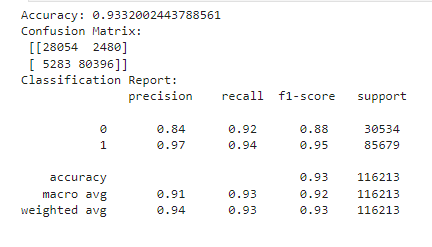 Accuracy: 0.9332002443788561
Confusion Matrix:
[[28054 2480]
[ 5283 80396]]
Classification Report:
precision recall f1-score support
0 0.84 0.92 0.88 30534
1 0.97 0.94 0.95 85679
accuracy 0.93 116213
macro avg 0.91 0.93 0.92 116213
weighted avg 0.94 0.93 0.93 116213